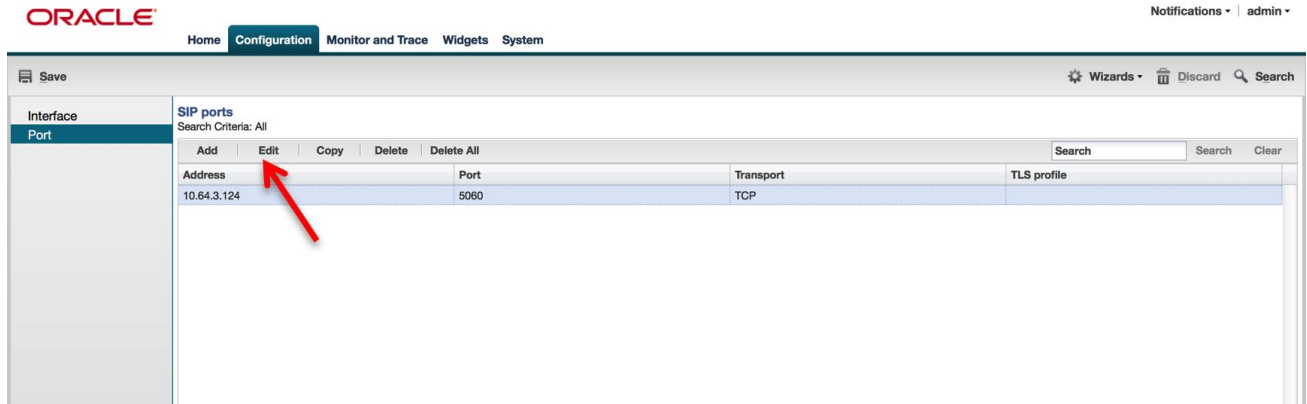 ORACLE
Notifications | admin
Home Configuration Monitor and Trace Widgets System
Save
Wizards Discard Search
Interface
Port
SIP ports
Search Criteria: All
Add Edit Copy Delete Delete All Search Search Clear
Address Port Transport TLS profile
10.64.3.124 5060 TCP